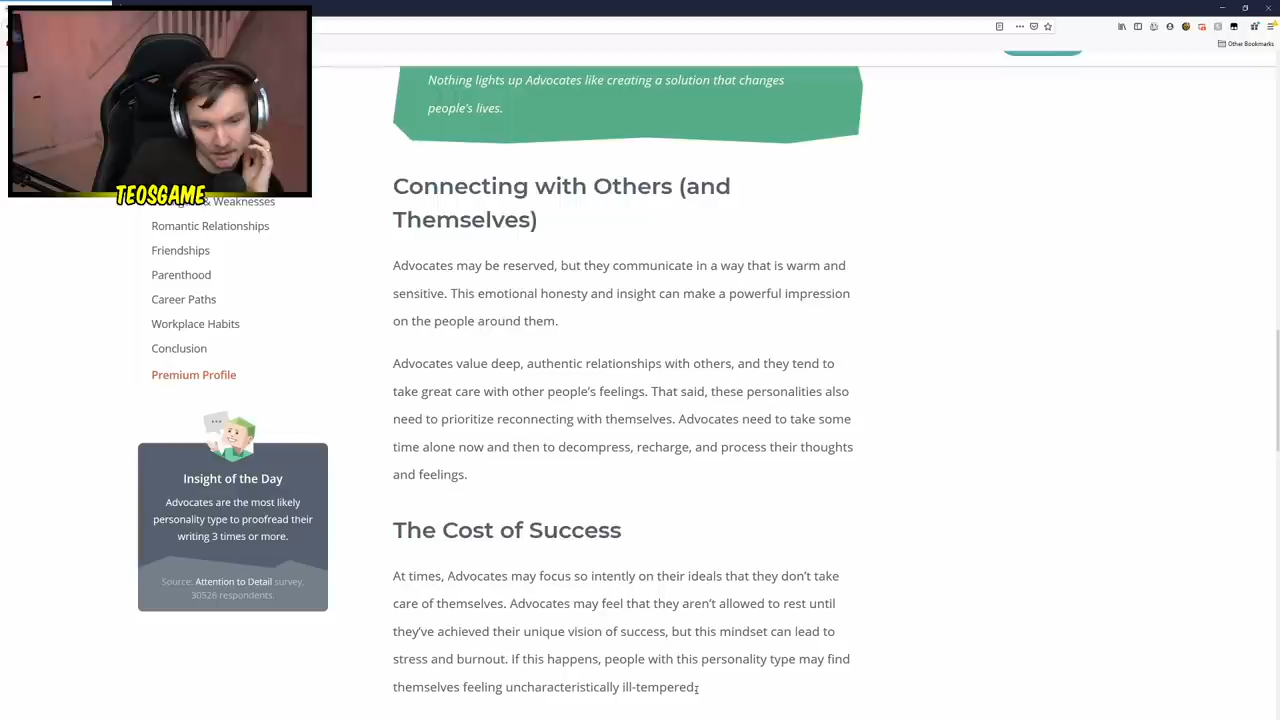 Other Bookmarks
Nothing lights up Advocates like creating a solution that changes
people's lives.
TEOSGAME
& Weaknesses
Romantic Relationships
Friendships
Parenthood
Career Paths
Workplace Habits
Conclusion
Premium Profile
Insight of the Day
Advocates are the most likely
personality type to proofread their
writing 3 times or more.
Source: Attention to Detail survey,
30526 respondents.
Connecting with Others (and
Themselves)
Advocates may be reserved, but they communicate in a way that is warm and
sensitive. This emotional honesty and insight can make a powerful impression
on the people around them.
Advocates value deep, authentic relationships with others, and they tend to
take great care with other people's feelings. That said, these personalities also
need to prioritize reconnecting with themselves. Advocates need to take some
time alone now and then to decompress, recharge, and process their thoughts
and feelings.
The Cost of Success
At times, Advocates may focus so intently on their ideals that they don't take
care of themselves. Advocates may feel that they aren't allowed to rest until
they've achieved their unique vision of success, but this mindset can lead to
stress and burnout. If this happens, people with this personality type may find
themselves feeling uncharacteristically ill-tempered.